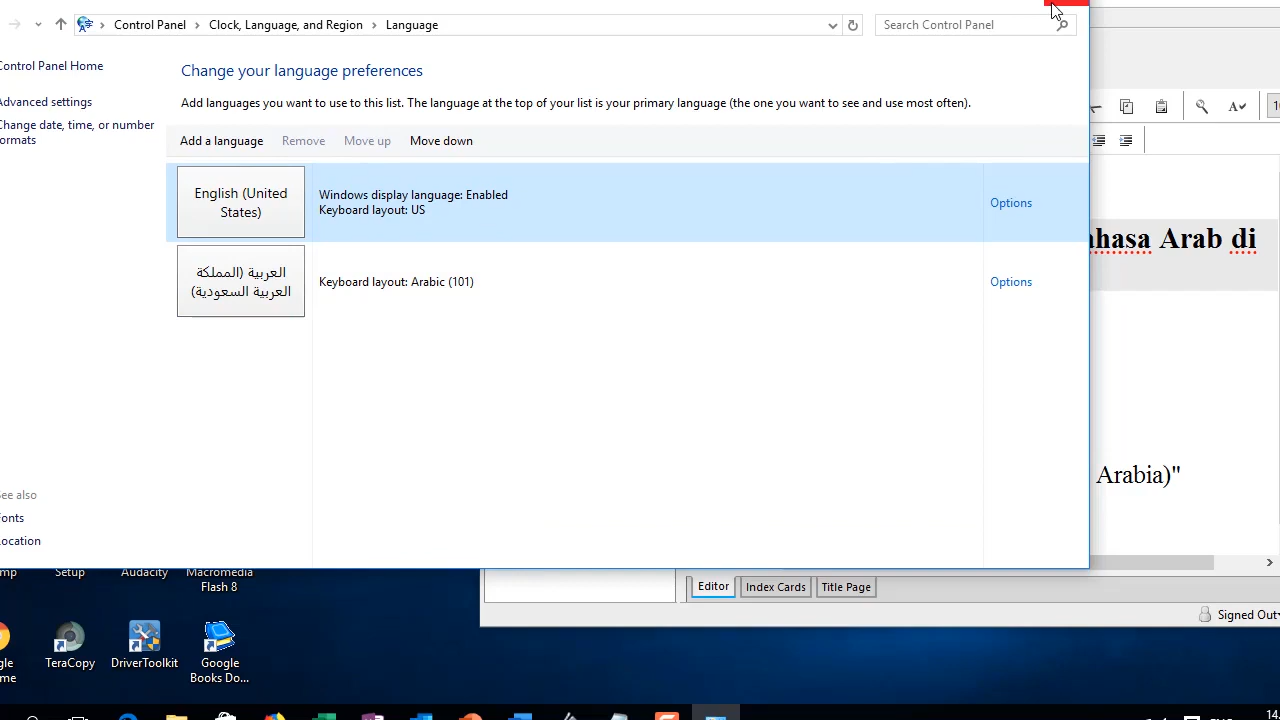 Control Panel > Clock, Language, and Region > Language
Search Control Panel
Control Panel Home
Advanced settings
Change date, time, or number
formats
Change your language preferences
Add languages you want to use to this list. The language at the top of your list is your primary language (the one you want to see and use most often).
Add a language Remove Move up Move down
English (United
States)
Windows display language: Enabled
Keyboard layout: US
Options
العربية (المملكة
العربية السعودية)
Keyboard layout: Arabic (101)
Options
See also
Fonts
Location
ahasa Arab di
Arabia)"
Editor Index Cards Title Page
Signed Out
Setup
Audacity
Macromedia
Flash 8
TeraCopy
DriverToolkit
Google
Books Do...
14